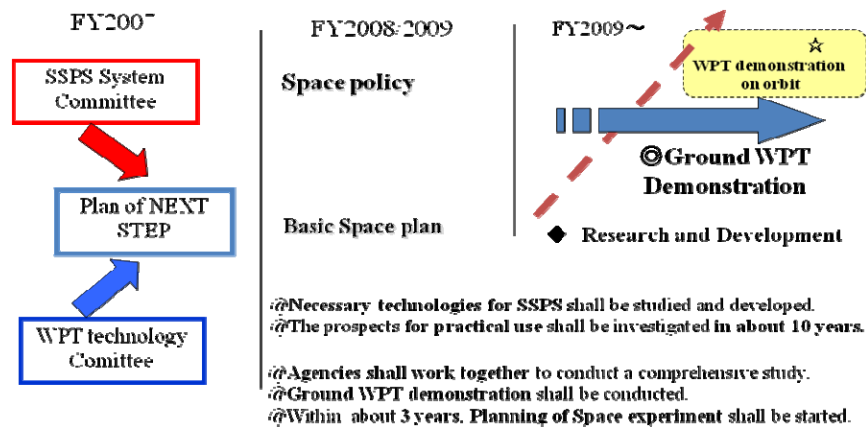 FY2007
SSPS System
Committee
Plan of NEXT
STEP
WPT technology
Comittee
FY2008/2009
Space policy
Basic Space plan
FY2009～
☆
WPT demonstration
on orbit
◎Ground WPT
Demonstration
◆ Research and Development
@Necessary technologies for SSPS shall be studied and developed.
@The prospects for practical use shall be investigated in about 10 years.
@Agencies shall work together to conduct a comprehensive study.
@Ground WPT demonstration shall be conducted.
@Within about 3 years. Planning of Space experiment shall be started.